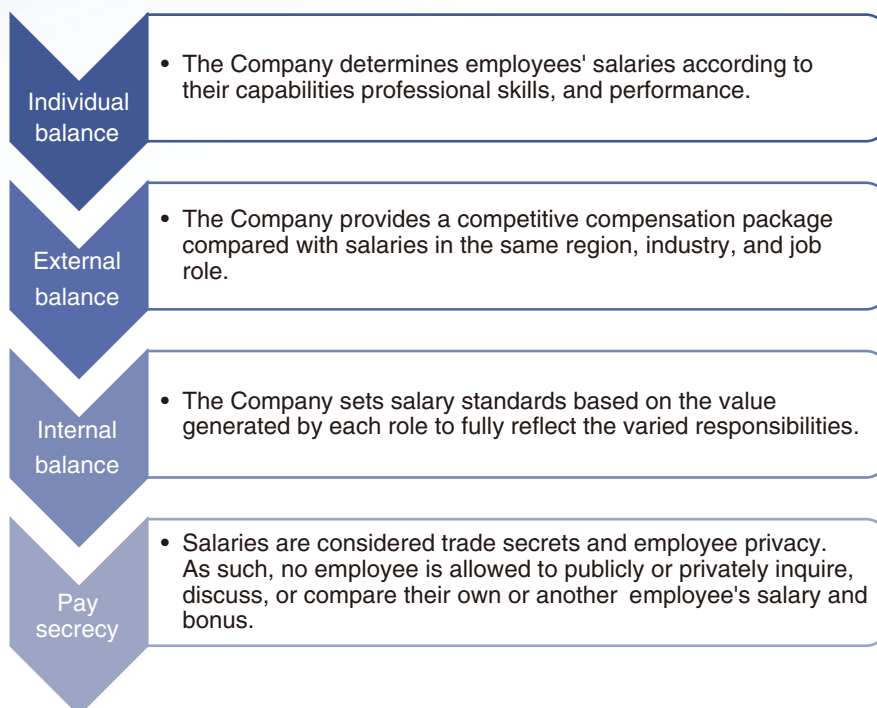 Individual
balance
• The Company determines employees' salaries according to
their capabilities professional skills, and performance.
External
balance
• The Company provides a competitive compensation package
compared with salaries in the same region, industry, and job
role.
Internal
balance
• The Company sets salary standards based on the value
generated by each role to fully reflect the varied responsibilities.
Pay
secrecy
• Salaries are considered trade secrets and employee privacy.
As such, no employee is allowed to publicly or privately inquire,
discuss, or compare their own or another employee's salary and
bonus.